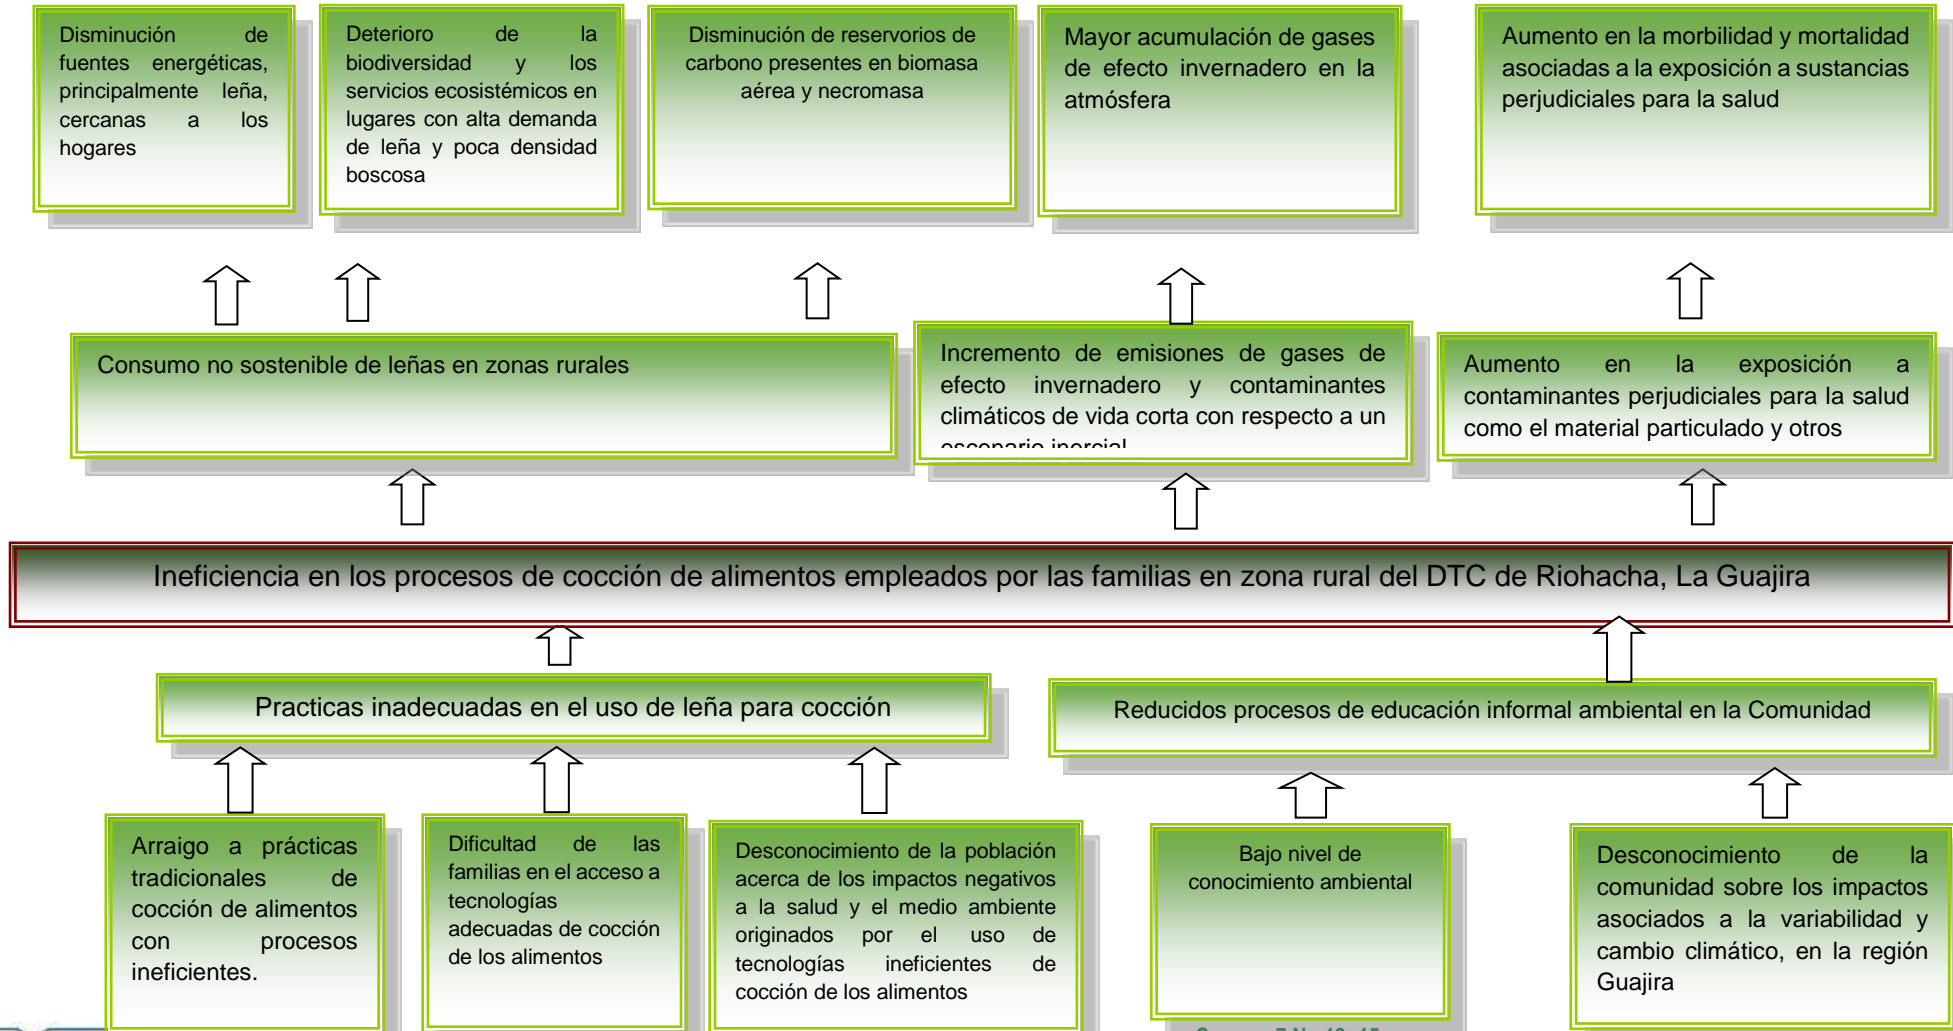 Disminución de
fuentes energéticas,
principalmente leña,
cercanas a los
hogares
Deterioro de la
biodiversidad y los
servicios ecosistémicos en
lugares con alta demanda
de leña y poca densidad
boscosa
Disminución de reservorios de
carbono presentes en biomasa
aérea y necromasa
Mayor acumulación de gases
de efecto invernadero en la
atmósfera
Aumento en la morbilidad y mortalidad
asociadas a la exposición a sustancias
perjudiciales para la salud
Consumo no sostenible de leñas en zonas rurales
Incremento de emisiones de gases de
efecto invernadero y contaminantes
climáticos de vida corta con respecto a un
escenario inercial
Aumento en la exposición a
contaminantes perjudiciales para la salud
como el material particulado y otros
Ineficiencia en los procesos de cocción de alimentos empleados por las familias en zona rural del DTC de Riohacha, La Guajira
Practicas inadecuadas en el uso de leña para cocción
Reducidos procesos de educación informal ambiental en la Comunidad
Arraigo a prácticas
tradicionales de
cocción de alimentos
con procesos
ineficientes.
Dificultad de las
familias en el acceso a
tecnologías
adecuadas de cocción
de los alimentos
Desconocimiento de la población
acerca de los impactos negativos
a la salud y el medio ambiente
originados por el uso de
tecnologías ineficientes de
cocción de los alimentos
Bajo nivel de
conocimiento ambiental
Desconocimiento de la
comunidad sobre los impactos
asociados a la variabilidad y
cambio climático, en la región
Guajira